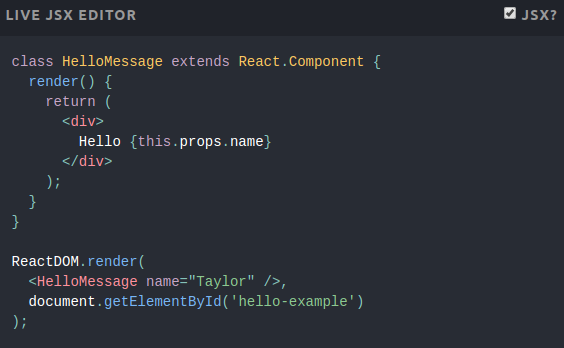 LIVE JSX EDITOR JSX?
class HelloMessage extends React.Component {
  render() {
    return (
      <div>
        Hello {this.props.name}
      </div>
    );
  }
}

ReactDOM.render(
  <HelloMessage name="Taylor" />,
  document.getElementById('hello-example')
);